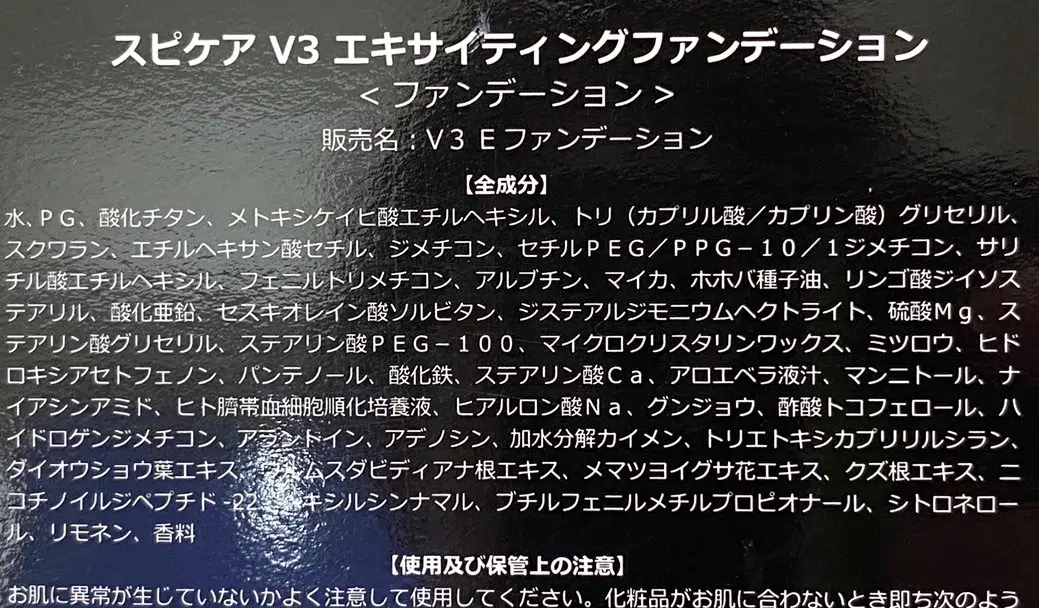 スピケア V3 エキサイティングファンデーション
< ファンデーション >
販売名：V3 E ファンデーション
【全成分】
水、PG、酸化チタン、メトキシケイヒ酸エチルヘキシル、トリ（カプリル酸／カプリン酸）グリセリル、
スクワラン、エチルヘキサン酸セチル、ジメチコン、セチルPEG／PPG－10／1ジメチコン、サリ
チル酸エチルヘキシル、フェニルトリメチコン、アルブチン、マイカ、ホホバ種子油、リンゴ酸ジイソス
テアリル、酸化亜鉛、セスキオレイン酸ソルビタン、ジステアルジモニウムヘクトライト、硫酸Mg、ス
テアリン酸グリセリル、ステアリン酸PEG－100、マイクロクリスタリンワックス、ミツロウ、ヒド
ロキシアセトフェノン、パンテノール、酸化鉄、ステアリン酸Ca、アロエベラ液汁、マンニトール、ナ
イアシンアミド、ヒト臍帯血細胞順化培養液、ヒアルロン酸Na、グンジョウ、酢酸トコフェロール、ハ
イドロゲンジメチコン、アラントイン、アデノシン、加水分解カイメン、トリエトキシカプリリルシラン、
ダイオウショウ葉エキス、ウルムスダビディアナ根エキス、メマツヨイグサ花エキス、クズ根エキス、ニ
コチノイルジペプチド-22、キシルシンナマル、ブチルフェニルメチルプロピオナール、シトロネロー
ル、リモネン、香料
【使用及び保管上の注意】
お肌に異常が生じていないかよく注意して使用してください。化粧品がお肌に合わないとき即ち次のよう